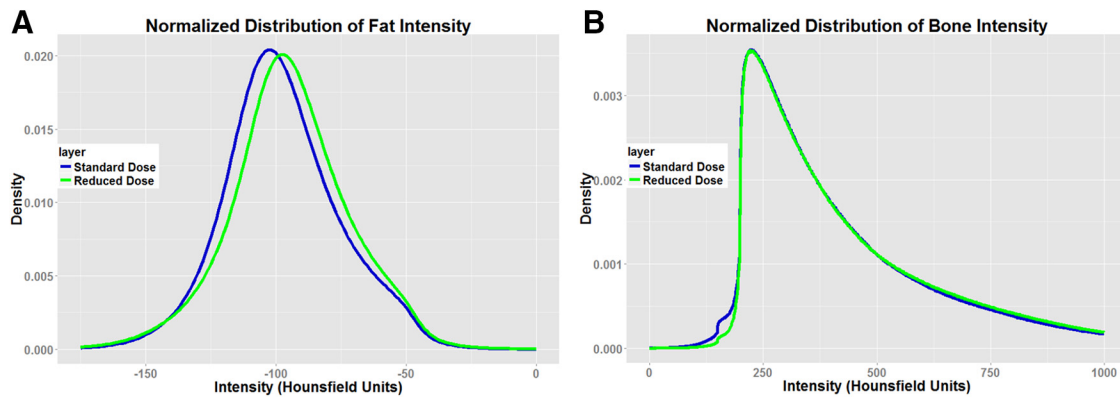 A
Normalized Distribution of Fat Intensity
0.020
0.015
layer
Standard Dose
Reduced Dose
0.010
0.005
0.000
Density
-150
-100
-50
0
Intensity (Hounsfield Units)
B
Normalized Distribution of Bone Intensity
0.003
layer
Standard Dose
Reduced Dose
0.002
0.001
0.000
Density
0
250
500
750
1000
Intensity (Hounsfield Units)